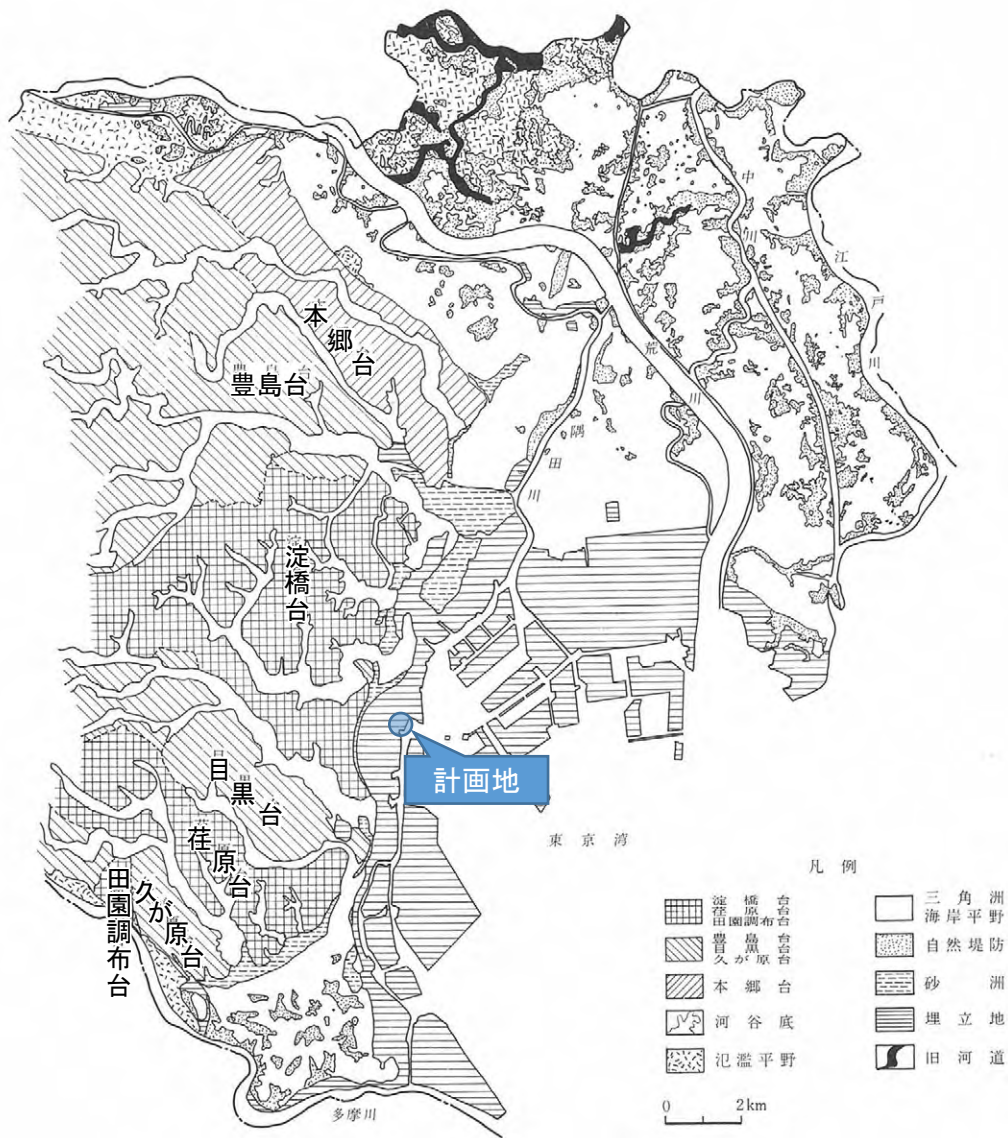 本郷台
豊島台
淀橋台
目黒台
荏原台
久が原台
田園調布台
中川
江戸川
荒川
隅田川
計画地
東京湾
多摩川
凡例
淀橋台
荏原台
田園調布台
豊島台
目黒台
久が原台
本郷台
河谷底
氾濫平野
三角洲
海岸平野
自然堤防
砂洲
埋立地
旧河道
0 2km